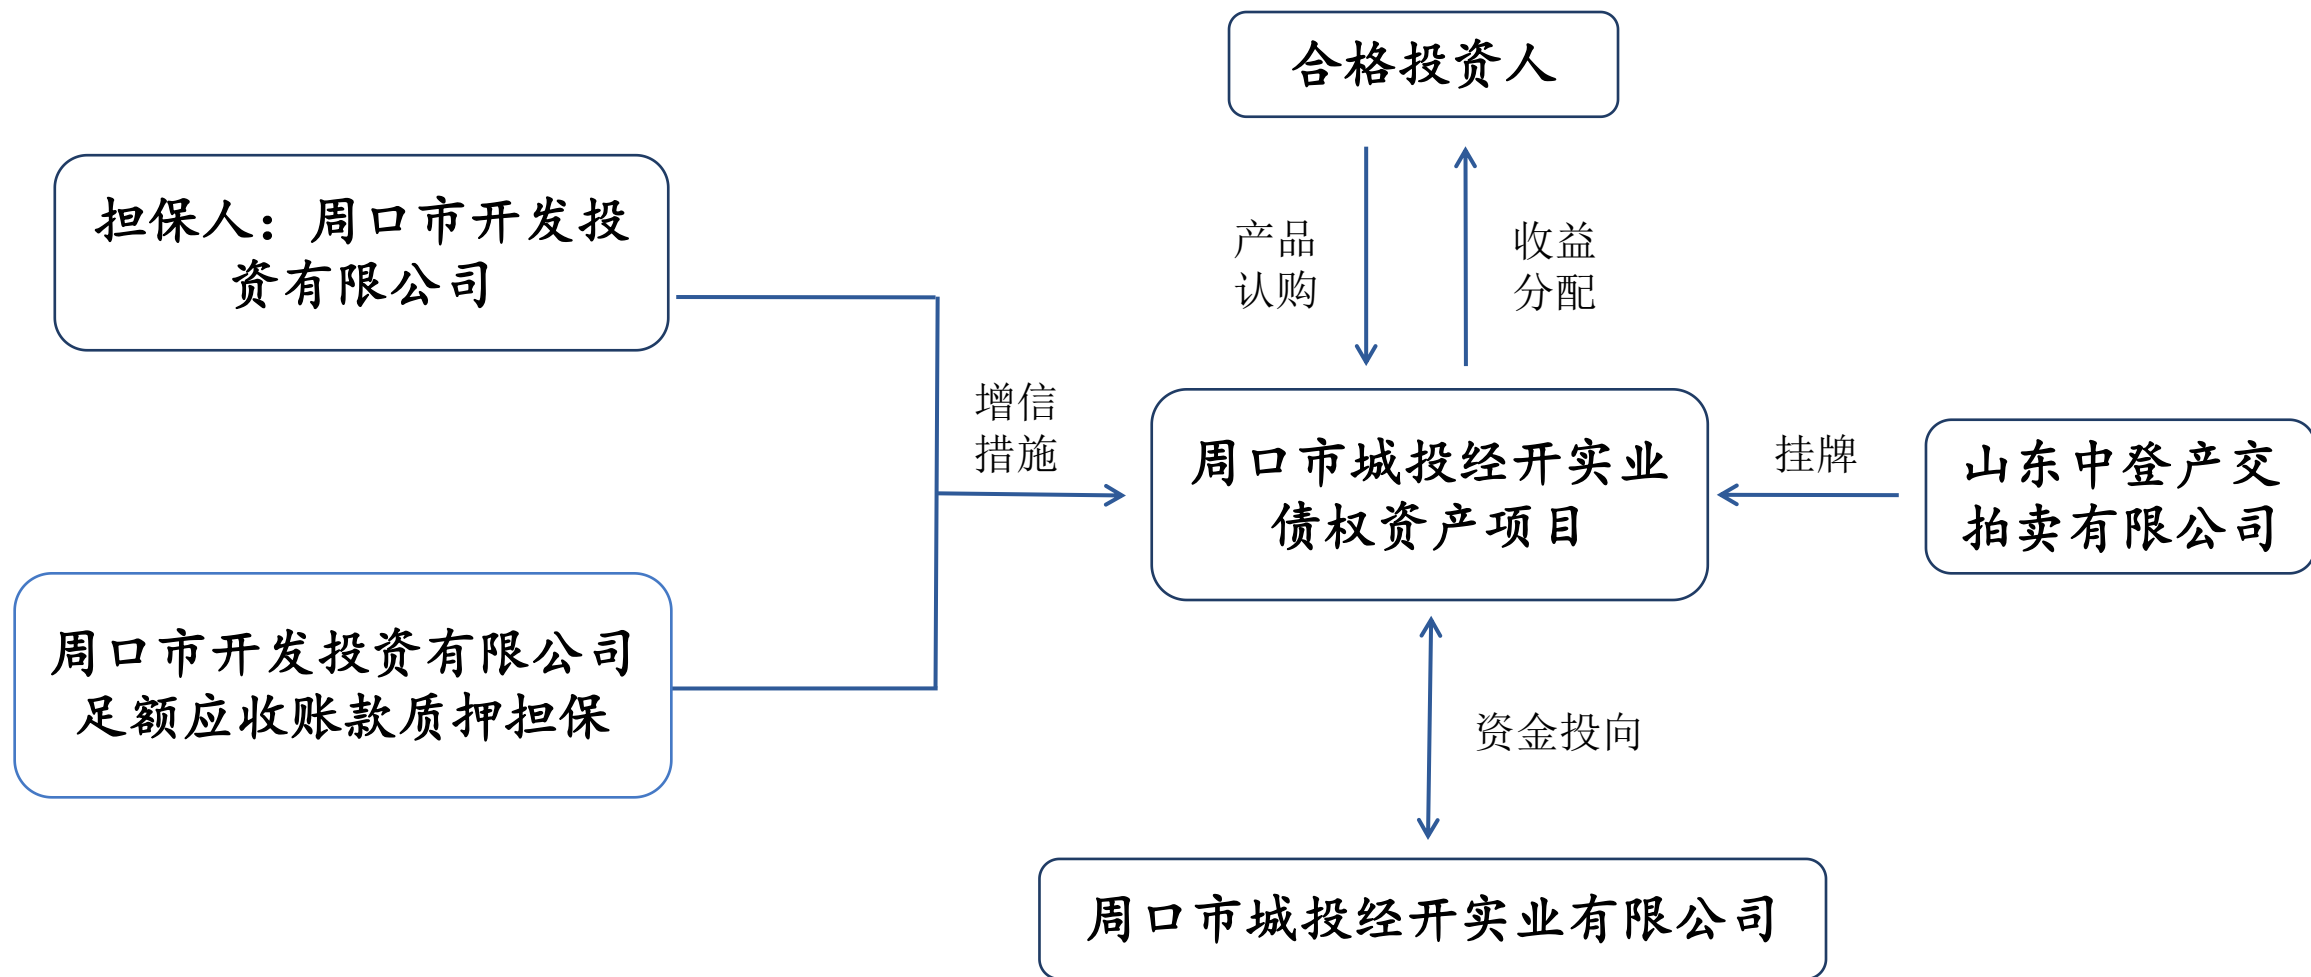 合格投资人
担保人：周口市开发投
资有限公司
产品
认购
收益
分配
增信
措施
周口市城投经开实业
债权资产项目
挂牌
山东中登产交
拍卖有限公司
周口市开发投资有限公司
足额应收账款质押担保
资金投向
周口市城投经开实业有限公司